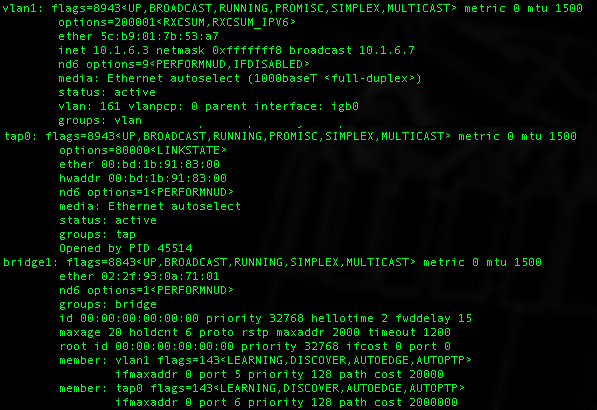 vlan1: flags=8943<UP,BROADCAST,RUNNING,PROMISC,SIMPLEX,MULTICAST> metric 0 mtu 1500
options=200001<RXCSUM,RXCSUM_IPV6>
ether 5c:b9:01:7b:53:a7
inet 10.1.6.3 netmask 0xfffffff8 broadcast 10.1.6.7
nd6 options=9<PERFORMNUD,IFDISABLED>
media: Ethernet autoselect (1000baseT <full-duplex>)
status: active
vlan: 161 vlanpcp: 0 parent interface: igb0
groups: vlan
tap0: flags=8943<UP,BROADCAST,RUNNING,PROMISC,SIMPLEX,MULTICAST> metric 0 mtu 1500
options=80000<LINKSTATE>
ether 00:bd:1b:91:83:00
hwaddr 00:bd:1b:91:83:00
nd6 options=1<PERFORMNUD>
media: Ethernet autoselect
status: active
groups: tap
Opened by PID 45514
bridge1: flags=8843<UP,BROADCAST,RUNNING,SIMPLEX,MULTICAST> metric 0 mtu 1500
ether 02:2f:93:0a:71:01
nd6 options=1<PERFORMNUD>
groups: bridge
id 00:00:00:00:00:00 priority 32768 hellotime 2 fwddelay 15
maxage 20 holdcnt 6 proto rstp maxaddr 2000 timeout 1200
root id 00:00:00:00:00:00 priority 32768 ifcost 0 port 0
member: vlan1 flags=143<LEARNING,DISCOVER,AUTOEDGE,AUTOPTP>
ifmaxaddr 0 port 5 priority 128 path cost 20000
member: tap0 flags=143<LEARNING,DISCOVER,AUTOEDGE,AUTOPTP>
ifmaxaddr 0 port 6 priority 128 path cost 2000000